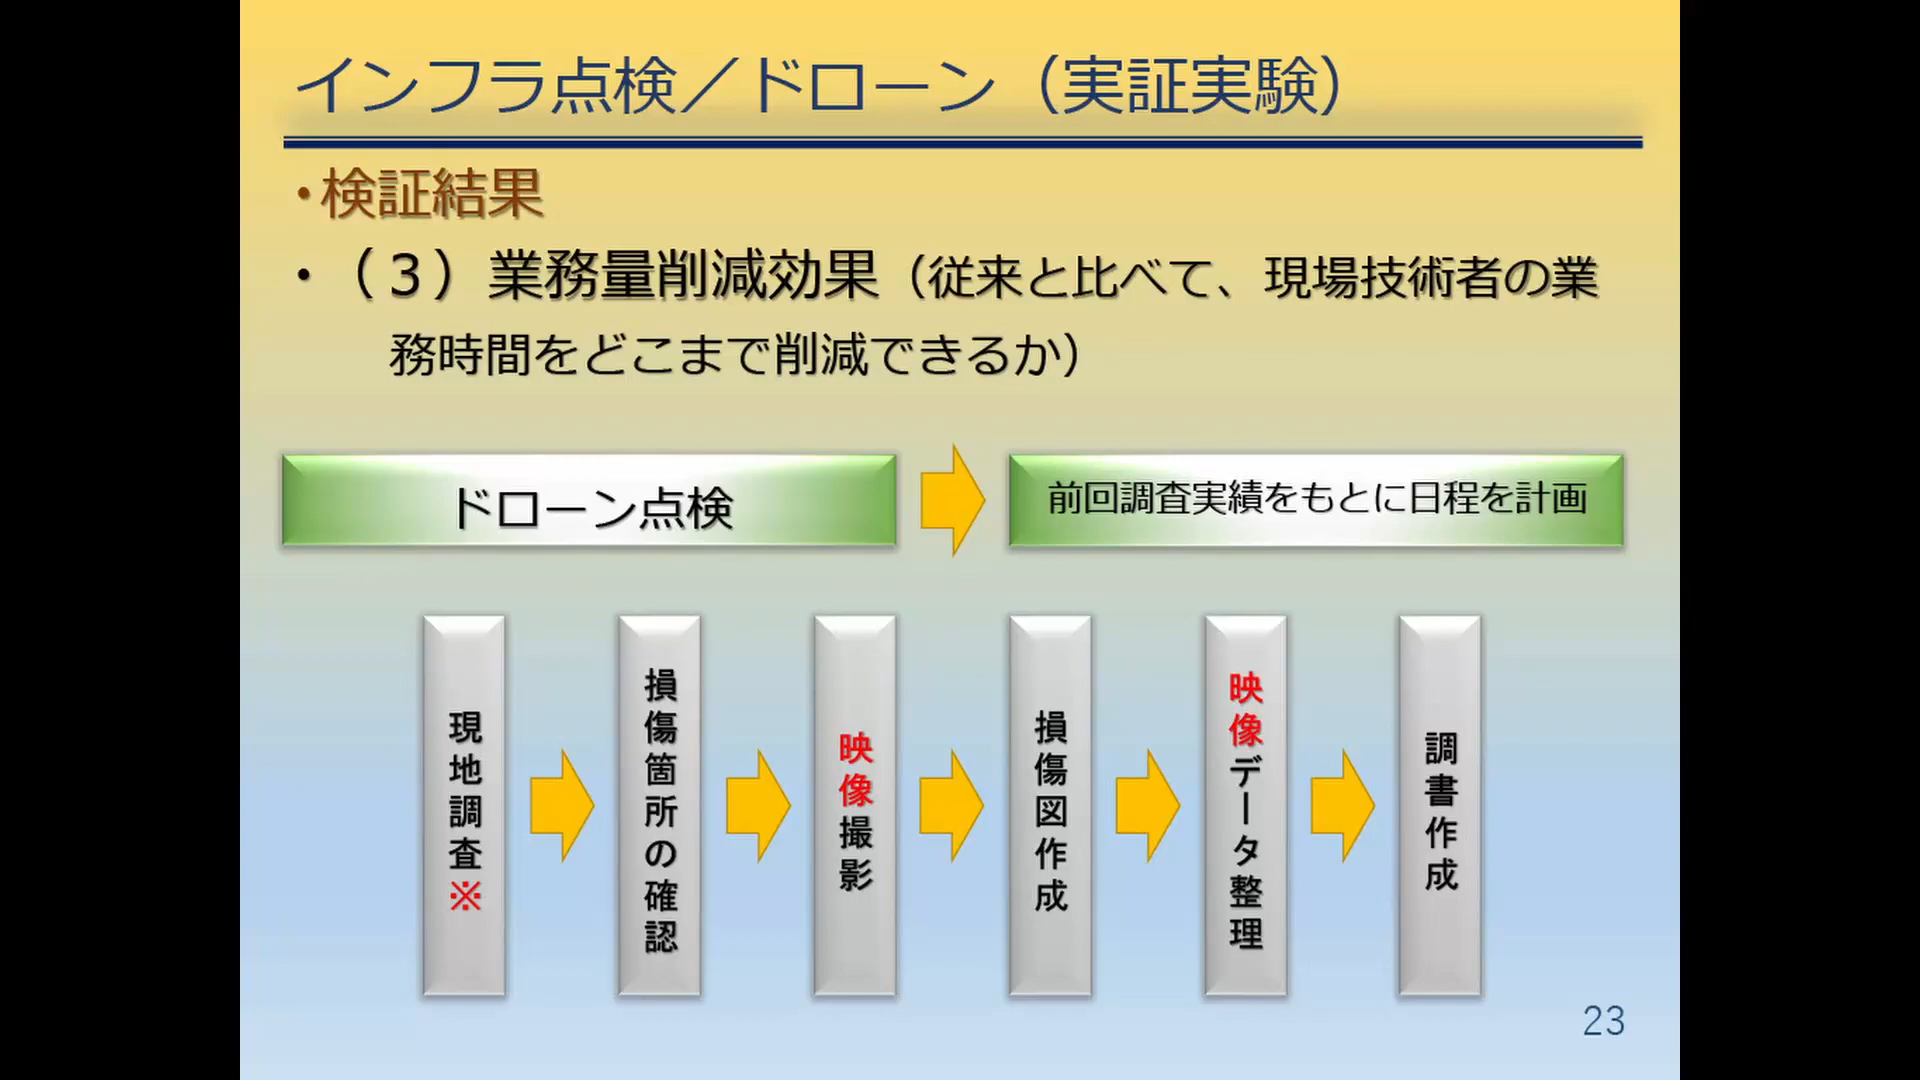 インフラ点検／ドローン（実証実験）
・検証結果
・（３）業務量削減効果（従来と比べて、現場技術者の業
務時間をどこまで削減できるか）
ドローン点検
前回調査実績をもとに日程を計画
現地調査※
損傷箇所の確認
映像撮影
損傷図作成
映像データ整理
調書作成
23